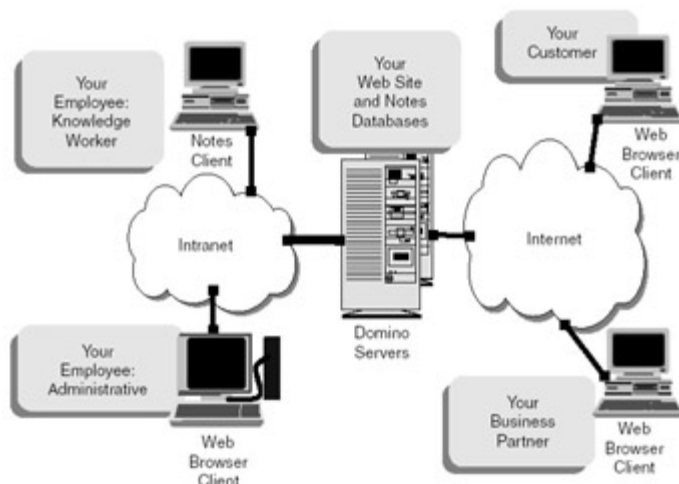 Your
Employee:
Knowledge
Worker
Notes
Client
Your
Web Site
and Notes
Databases
Your
Customer
Web
Browser
Client
Intranet
Internet
Domino
Servers
Your
Employee:
Administrative
Web
Browser
Client
Your
Business
Partner
Web
Browser
Client